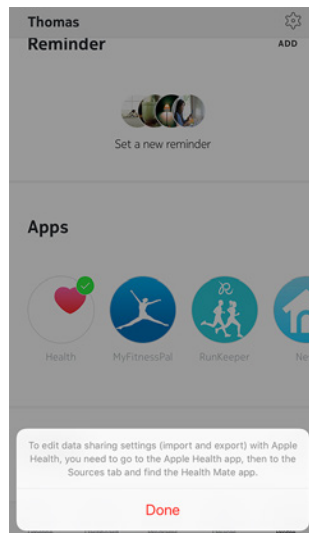 Thomas
Reminder
ADD
Set a new reminder
Apps
Health
MyFitnessPal
RunKeeper
Ne
To edit data sharing settings (import and export) with Apple
Health, you need to go to the Apple Health app, then to the
Sources tab and find the Health Mate app.
Done